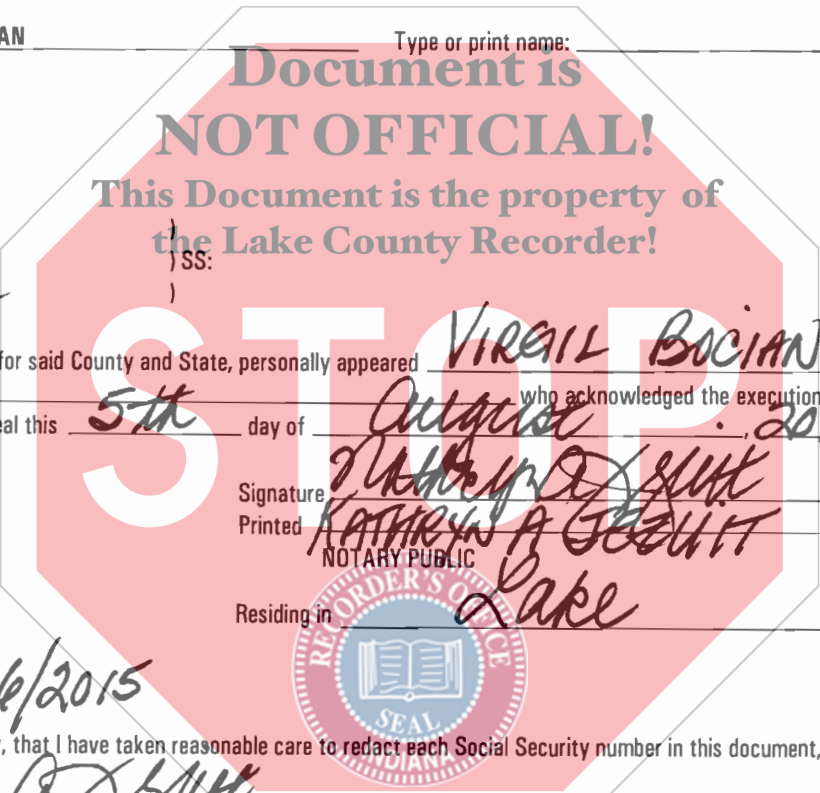 AN Type or print name:
Document is
NOT OFFICIAL!
This Document is the property of
the Lake County Recorder!
) SS:
)
STOP
for said County and State, personally appeared VIRGIL BOCIAN
who acknowledged the execution
eal this 5th day of August, 20
Signature Kathryn A
Printed KATHRYN A
NOTARY PUBLIC
Residing in Lake
RECORDER'S OFFICE
SEAL
INDIANA
6/2015
, that I have taken reasonable care to redact each Social Security number in this document,